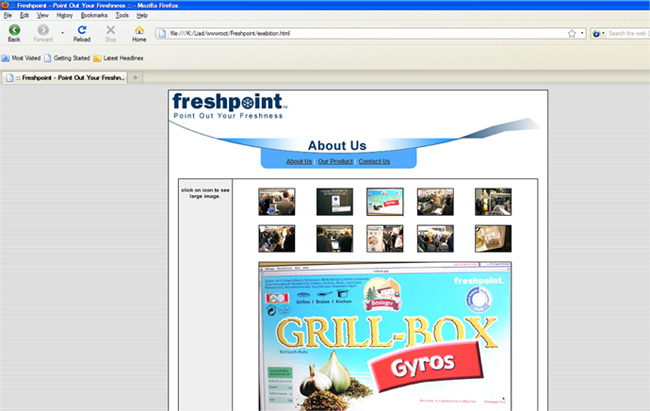 :: Freshpoint - Point Out Your Freshness :: - Mozilla Firefox
File Edit View History Bookmarks Tools Help
Back Forward Reload Stop Home
file:///K:/Liad/wwwroot/Freshpoint/exebition.html
Search the web
Most Visited Getting Started Latest Headlines
:: Freshpoint - Point Out Your Freshn...
freshpoint TM
Point Out Your Freshness
About Us
About Us | Our Product | Contact Us
click on icon to see
large image.
freshpoint
Bösinger
Grillen | Braten | Kochen
GRILL-BOX
Gyros